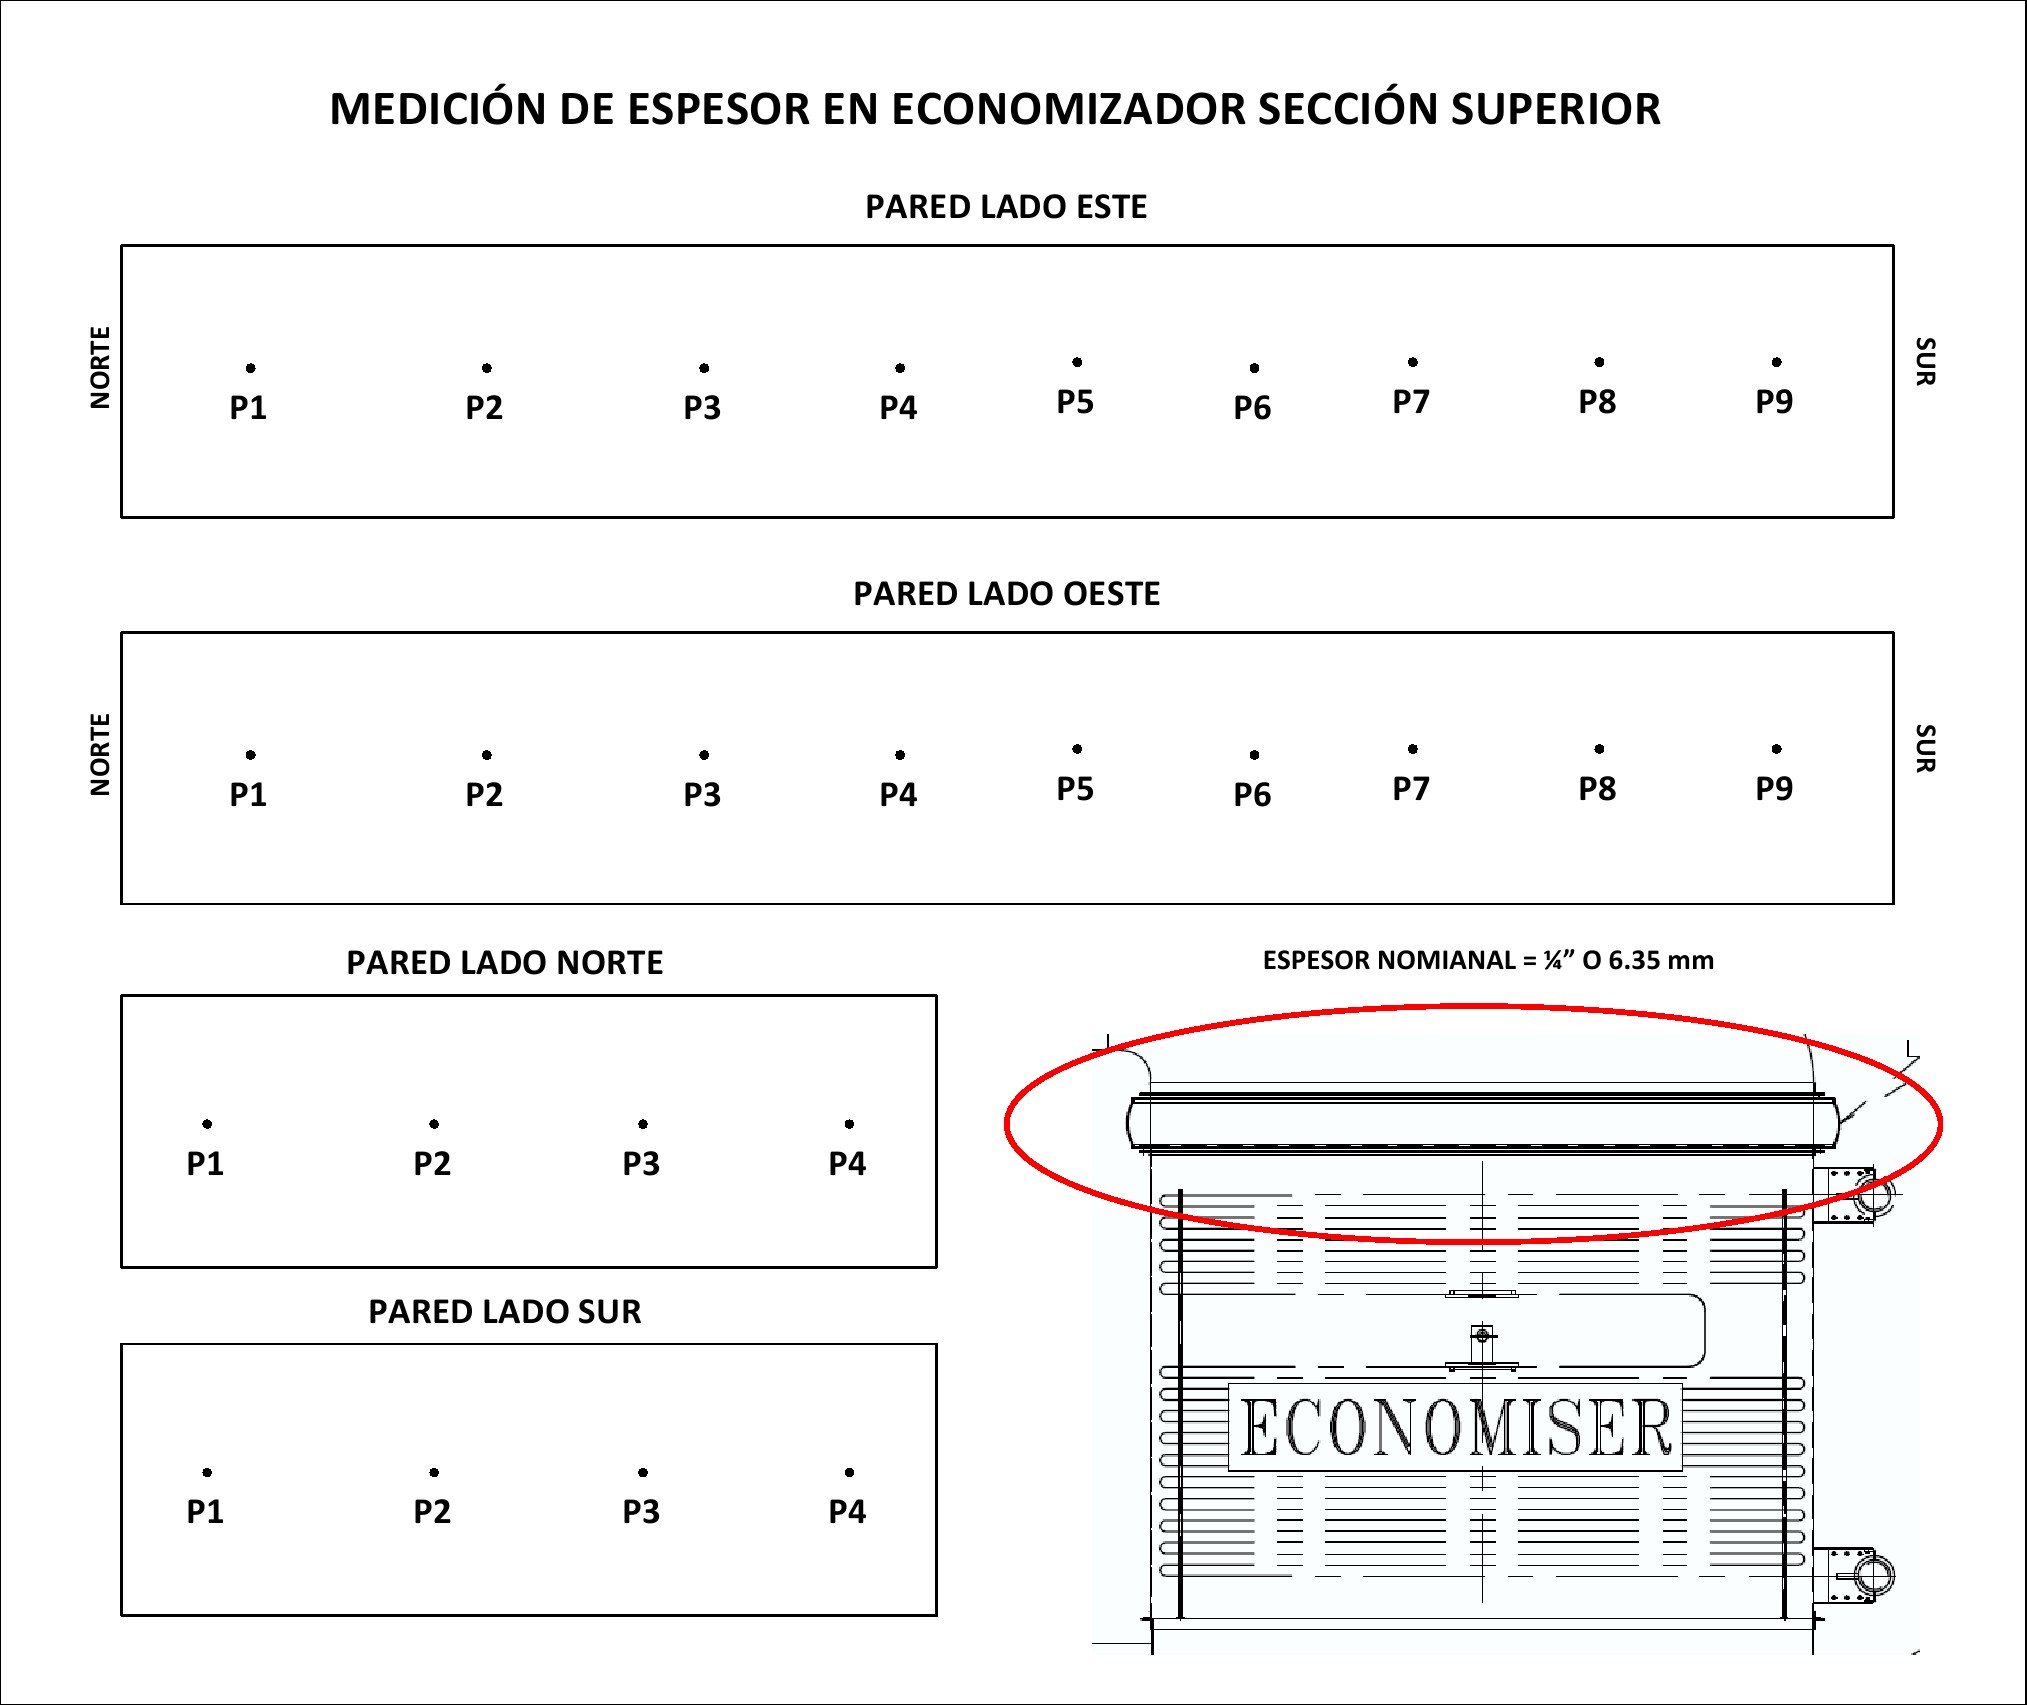 MEDICIÓN DE ESPESOR EN ECONOMIZADOR SECCIÓN SUPERIOR
PARED LADO ESTE
NORTE
SUR
P1 P2 P3 P4 P5 P6 P7 P8 P9
PARED LADO OESTE
NORTE
SUR
P1 P2 P3 P4 P5 P6 P7 P8 P9
PARED LADO NORTE
P1 P2 P3 P4
PARED LADO SUR
P1 P2 P3 P4
ESPESOR NOMIANAL = ¼” O 6.35 mm
ECONOMISER